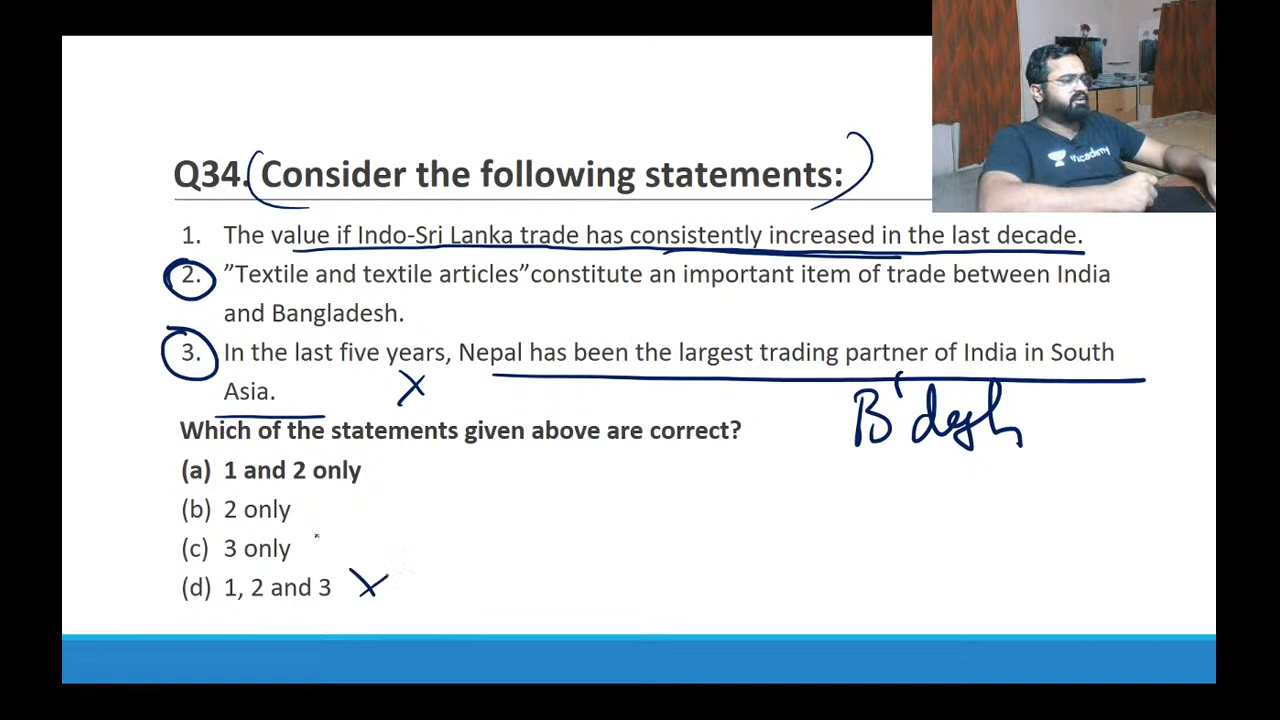 Q34. Consider the following statements:
1. The value if Indo-Sri Lanka trade has consistently increased in the last decade.
2. ”Textile and textile articles”constitute an important item of trade between India
and Bangladesh.
3. In the last five years, Nepal has been the largest trading partner of India in South
Asia.
B'desh
Which of the statements given above are correct?
(a) 1 and 2 only
(b) 2 only
(c) 3 only
(d) 1, 2 and 3
unacademy